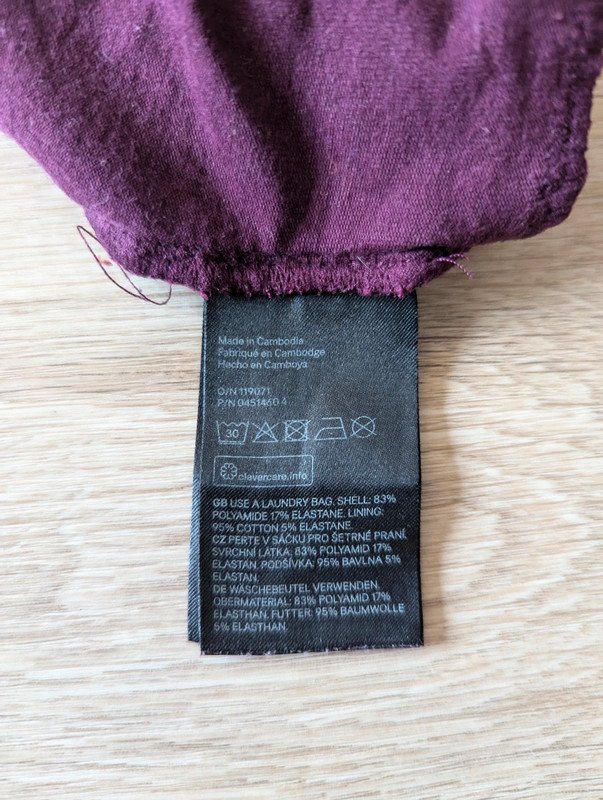 Made in Cambodia
Fabriqué en Cambodge
Hecho en Camboya
O/N 119071
P/N 0451460 4
30
clevercare.info
GB USE A LAUNDRY BAG. SHELL: 83%
POLYAMIDE 17% ELASTANE. LINING:
95% COTTON 5% ELASTANE.
CZ PERTE V SÁČKU PRO ŠETRNÉ PRANÍ.
SVRCHNÍ LÁTKA: 83% POLYAMID 17%
ELASTAN. PODŠÍVKA: 95% BAVLNA 5%
ELASTAN.
DE WÄSCHEBEUTEL VERWENDEN.
OBERMATERIAL: 83% POLYAMID 17%
ELASTHAN. FUTTER: 95% BAUMWOLLE
5% ELASTHAN.